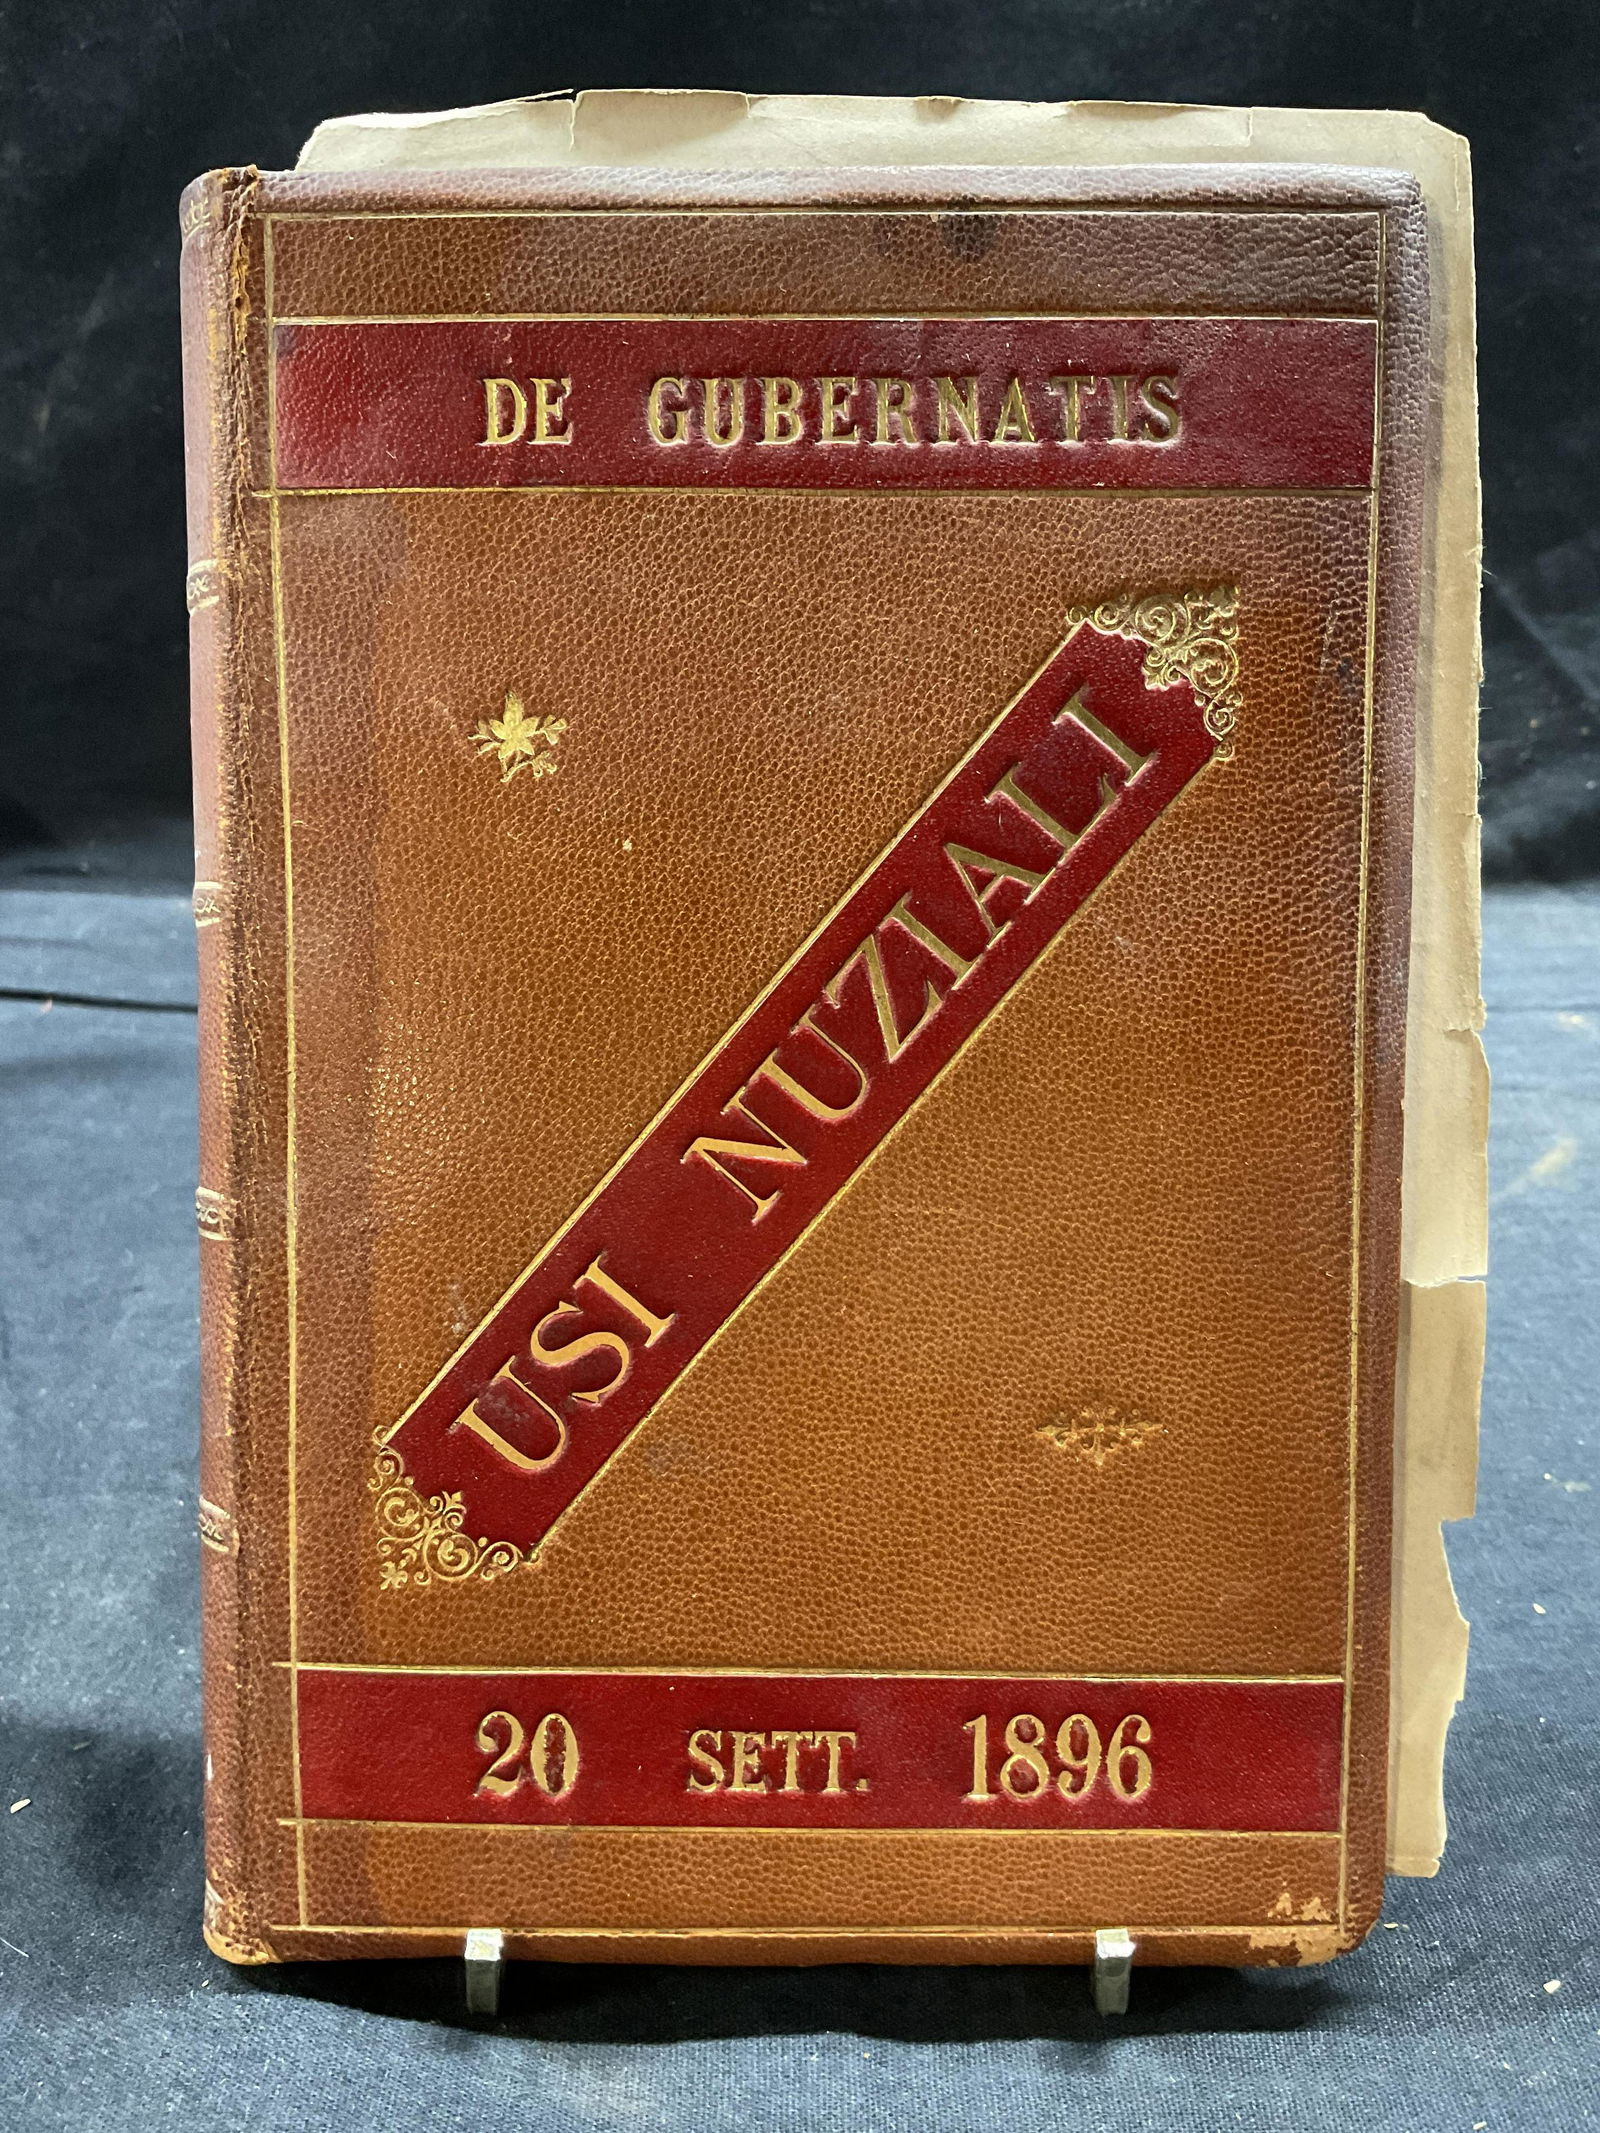 DE' GUBERNATIS
USI NUZIALI
20 SETT. 1896